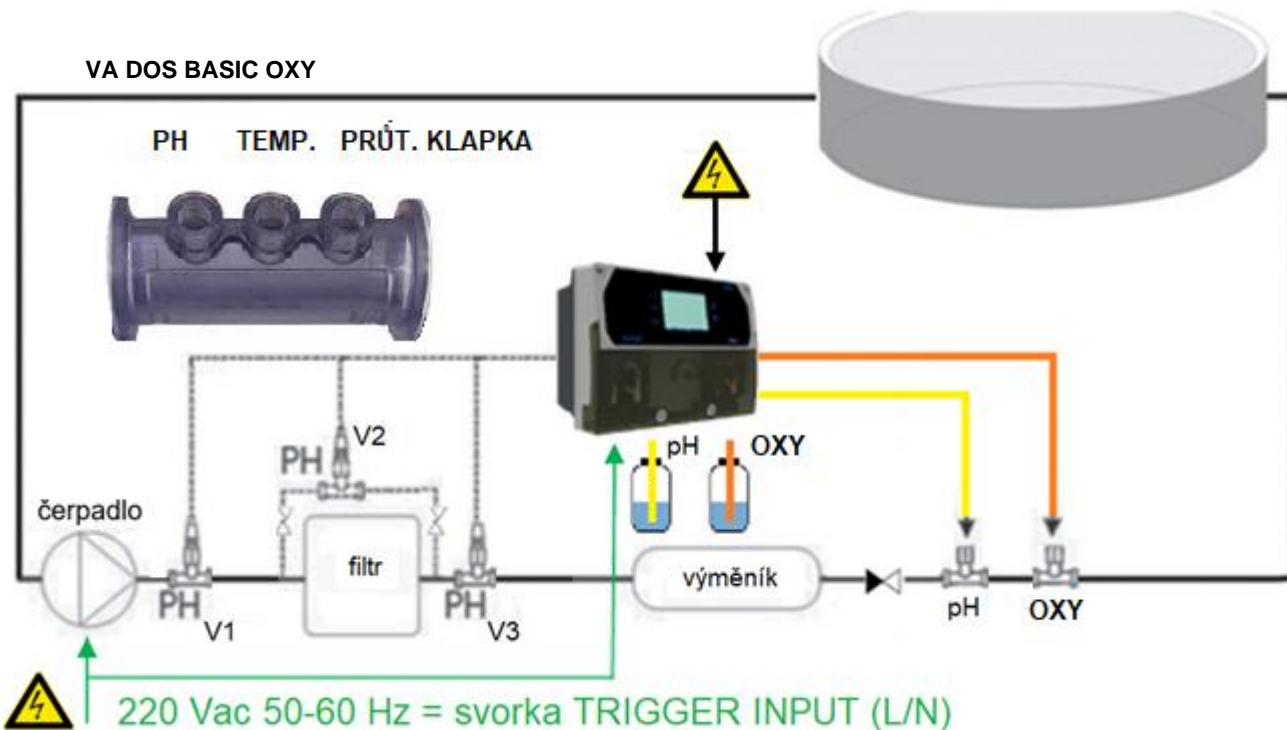 VA DOS BASIC OXY
PH TEMP. PRŮT. KLAPKA
V2
PH
pH OXY
čerpadlo
filtr
výměník
PH V1
PH V3
pH OXY
220 Vac 50-60 Hz = svorka TRIGGER INPUT (L/N)